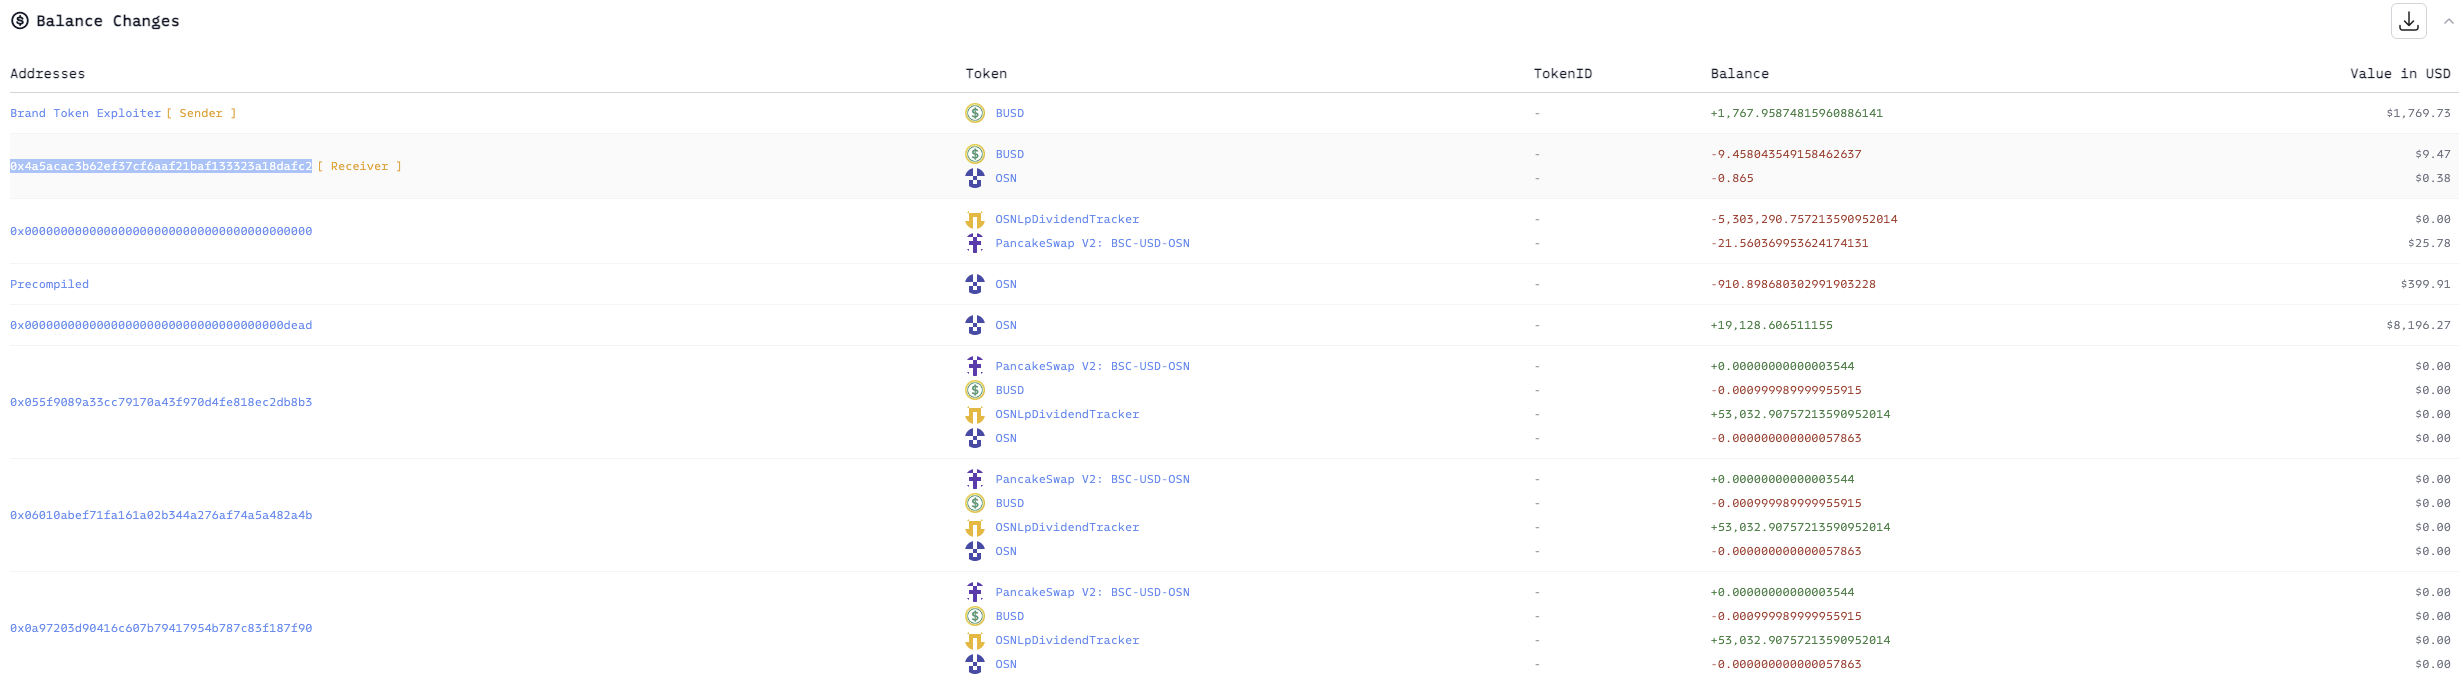 Balance Changes
Addresses Token TokenID Balance Value in USD
Brand Token Exploiter [ Sender ] BUSD - +1,767.95874815960886141 $1,769.73
BUSD - -9.458043549158462637 $9.47
0x4a5acac3b62ef37cf6aaf21baf133323a18dafc2 [ Receiver ]
OSN - -0.865 $0.38
OSNLpDividendTracker - -5,303,290.757213590952014 $0.00
0x0000000000000000000000000000000000000000
PancakeSwap V2: BSC-USD-OSN - -21.560369953624174131 $25.78
Precompiled OSN - -910.898680302991903228 $399.91
0x000000000000000000000000000000000000dead OSN - +19,128.606511155 $8,196.27
PancakeSwap V2: BSC-USD-OSN - +0.00000000000003544 $0.00
BUSD - -0.000999989999955915 $0.00
0x055f9089a33cc79170a43f970d4fe818ec2db8b3
OSNLpDividendTracker - +53,032.90757213590952014 $0.00
OSN - -0.000000000000057863 $0.00
PancakeSwap V2: BSC-USD-OSN - +0.00000000000003544 $0.00
BUSD - -0.000999989999955915 $0.00
0x06010abef71fa161a02b344a276af74a5a482a4b
OSNLpDividendTracker - +53,032.90757213590952014 $0.00
OSN - -0.000000000000057863 $0.00
PancakeSwap V2: BSC-USD-OSN - +0.00000000000003544 $0.00
BUSD - -0.000999989999955915 $0.00
0x0a97203d90416c607b79417954b787c83f187f90
OSNLpDividendTracker - +53,032.90757213590952014 $0.00
OSN - -0.000000000000057863 $0.00